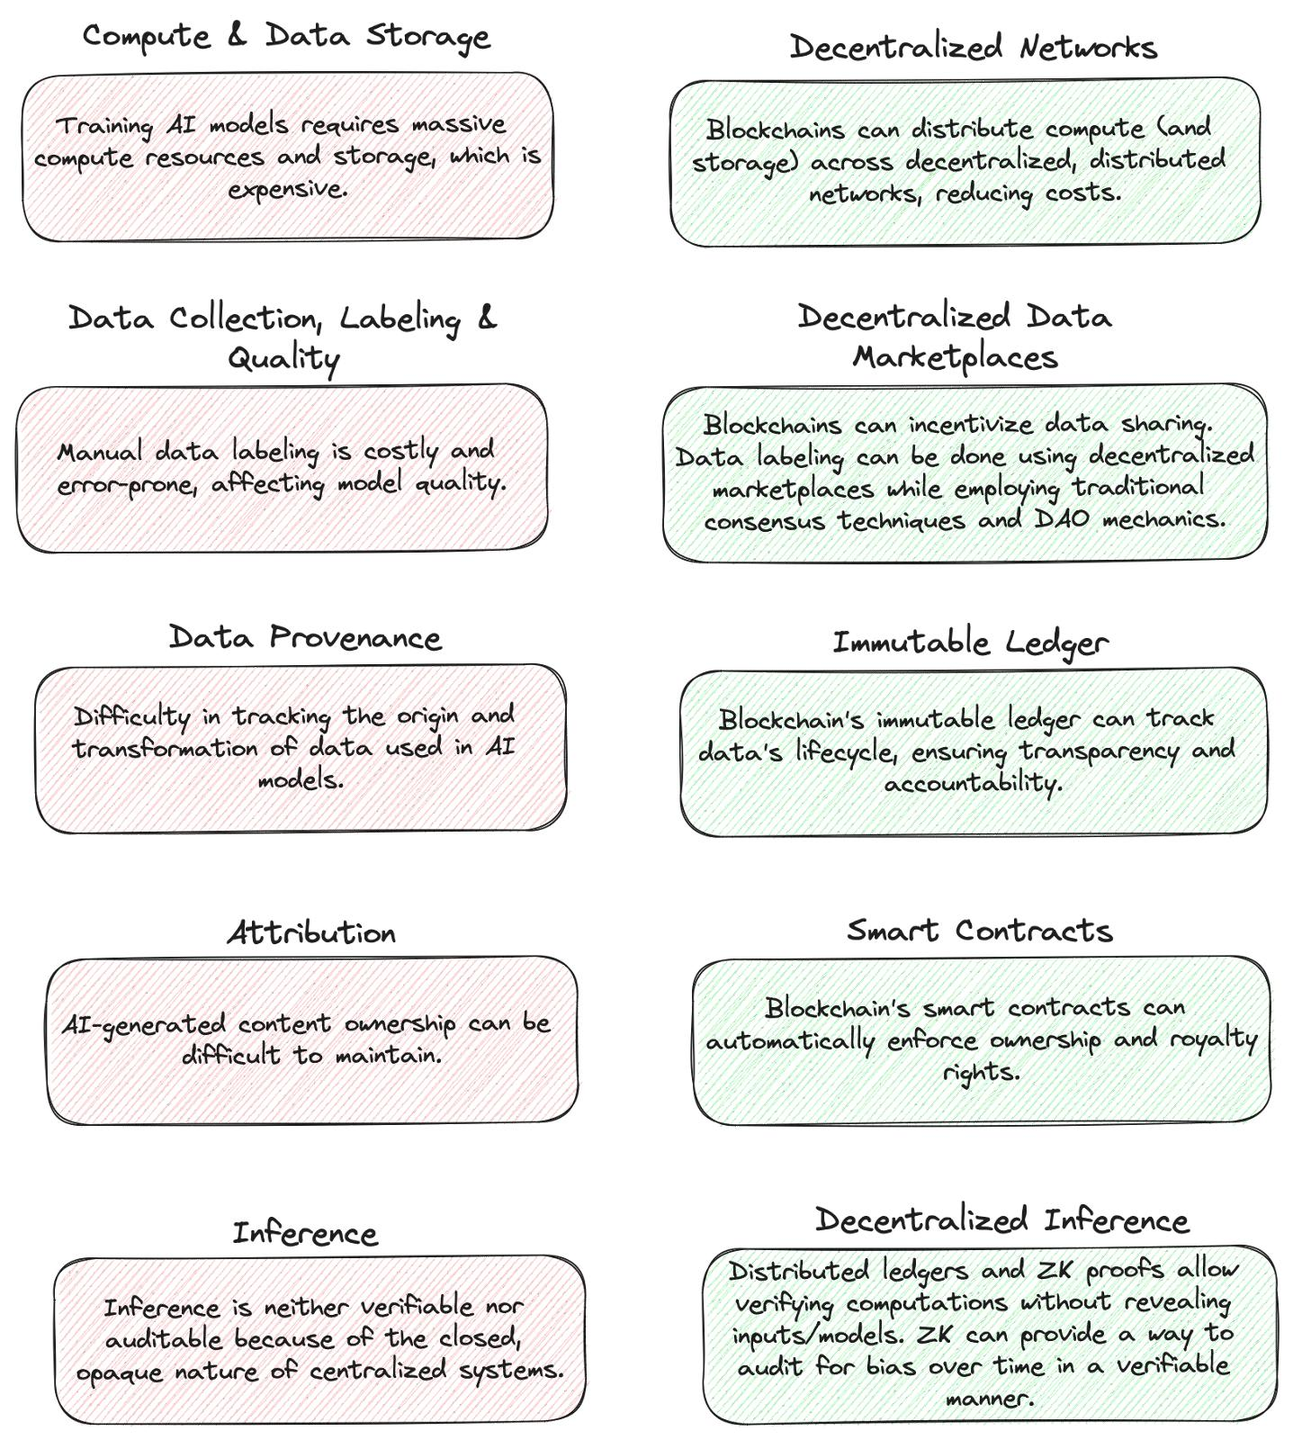 Compute & Data Storage
Training AI models requires massive
compute resources and storage, which is
expensive.
Decentralized Networks
Blockchains can distribute compute (and
storage) across decentralized, distributed
networks, reducing costs.
Data Collection, Labeling &
Quality
Manual data labeling is costly and
error-prone, affecting model quality.
Decentralized Data
Marketplaces
Blockchains can incentivize data sharing.
Data labeling can be done using decentralized
marketplaces while employing traditional
consensus techniques and DAO mechanics.
Data Provenance
Difficulty in tracking the origin and
transformation of data used in AI
models.
Immutable Ledger
Blockchain's immutable ledger can track
data's lifecycle, ensuring transparency and
accountability.
Attribution
AI-generated content ownership can be
difficult to maintain.
Smart Contracts
Blockchain's smart contracts can
automatically enforce ownership and royalty
rights.
Inference
Inference is neither verifiable nor
auditable because of the closed,
opaque nature of centralized systems.
Decentralized Inference
Distributed ledgers and ZK proofs allow
verifying computations without revealing
inputs/models. ZK can provide a way to
audit for bias over time in a verifiable
manner.